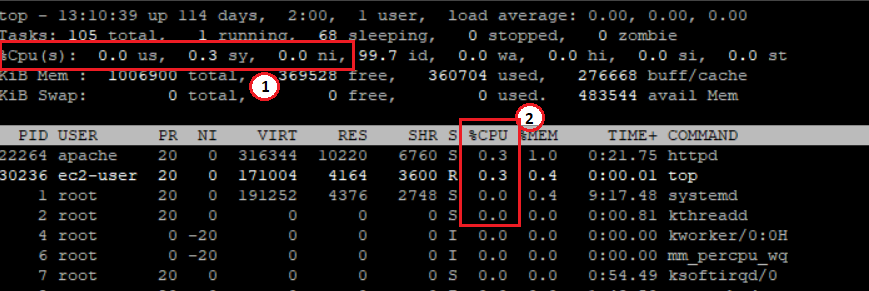 top - 13:10:39 up 114 days,  2:00,  1 user,  load average: 0.00, 0.00, 0.00
Tasks: 105 total,   1 running,  68 sleeping,   0 stopped,   0 zombie
%Cpu(s):  0.0 us,  0.3 sy,  0.0 ni, 99.7 id,  0.0 wa,  0.0 hi,  0.0 si,  0.0 st
KiB Mem :  1006900 total,   369528 free,   360704 used,   276668 buff/cache
1
KiB Swap:        0 total,        0 free,        0 used.   483544 avail Mem
2
PID USER      PR  NI    VIRT    RES    SHR S %CPU %MEM     TIME+ COMMAND
22264 apache    20   0  316344  10220   6760 S  0.3  1.0   0:21.75 httpd
30236 ec2-user  20   0  171004   4164   3600 R  0.3  0.4   0:00.01 top
1 root      20   0  191252   4376   2748 S  0.0  0.4   9:17.48 systemd
2 root      20   0       0      0      0 S  0.0  0.0   0:00.81 kthreadd
4 root       0 -20       0      0      0 I  0.0  0.0   0:00.00 kworker/0:0H
6 root       0 -20       0      0      0 I  0.0  0.0   0:00.00 mm_percpu_wq
7 root      20   0       0      0      0 S  0.0  0.0   0:54.49 ksoftirqd/0